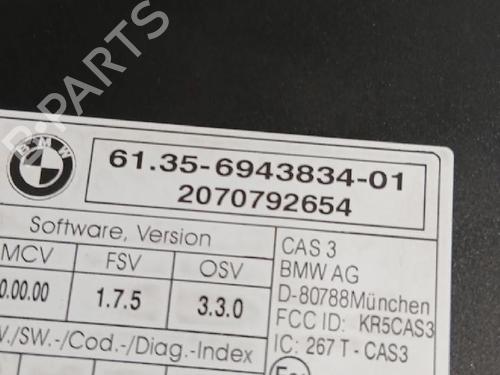 BMW
61.35-6943834-01
2070792654
Software, Version
MCV FSV OSV
0.00.00 1.7.5 3.3.0
/SW.-/Cod.-/Diag.-Index
CAS 3
BMW AG
D-80788München
FCC ID: KR5CAS3
IC: 267 T - CAS3
B-PARTS